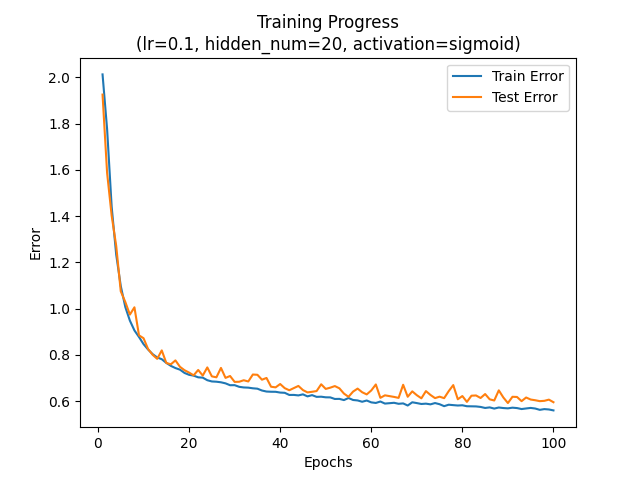 Training Progress
(lr=0.1, hidden_num=20, activation=sigmoid)
Train Error
Test Error
2.0
1.8
1.6
1.4
1.2
1.0
0.8
0.6
Error
0
20
40
60
80
100
Epochs